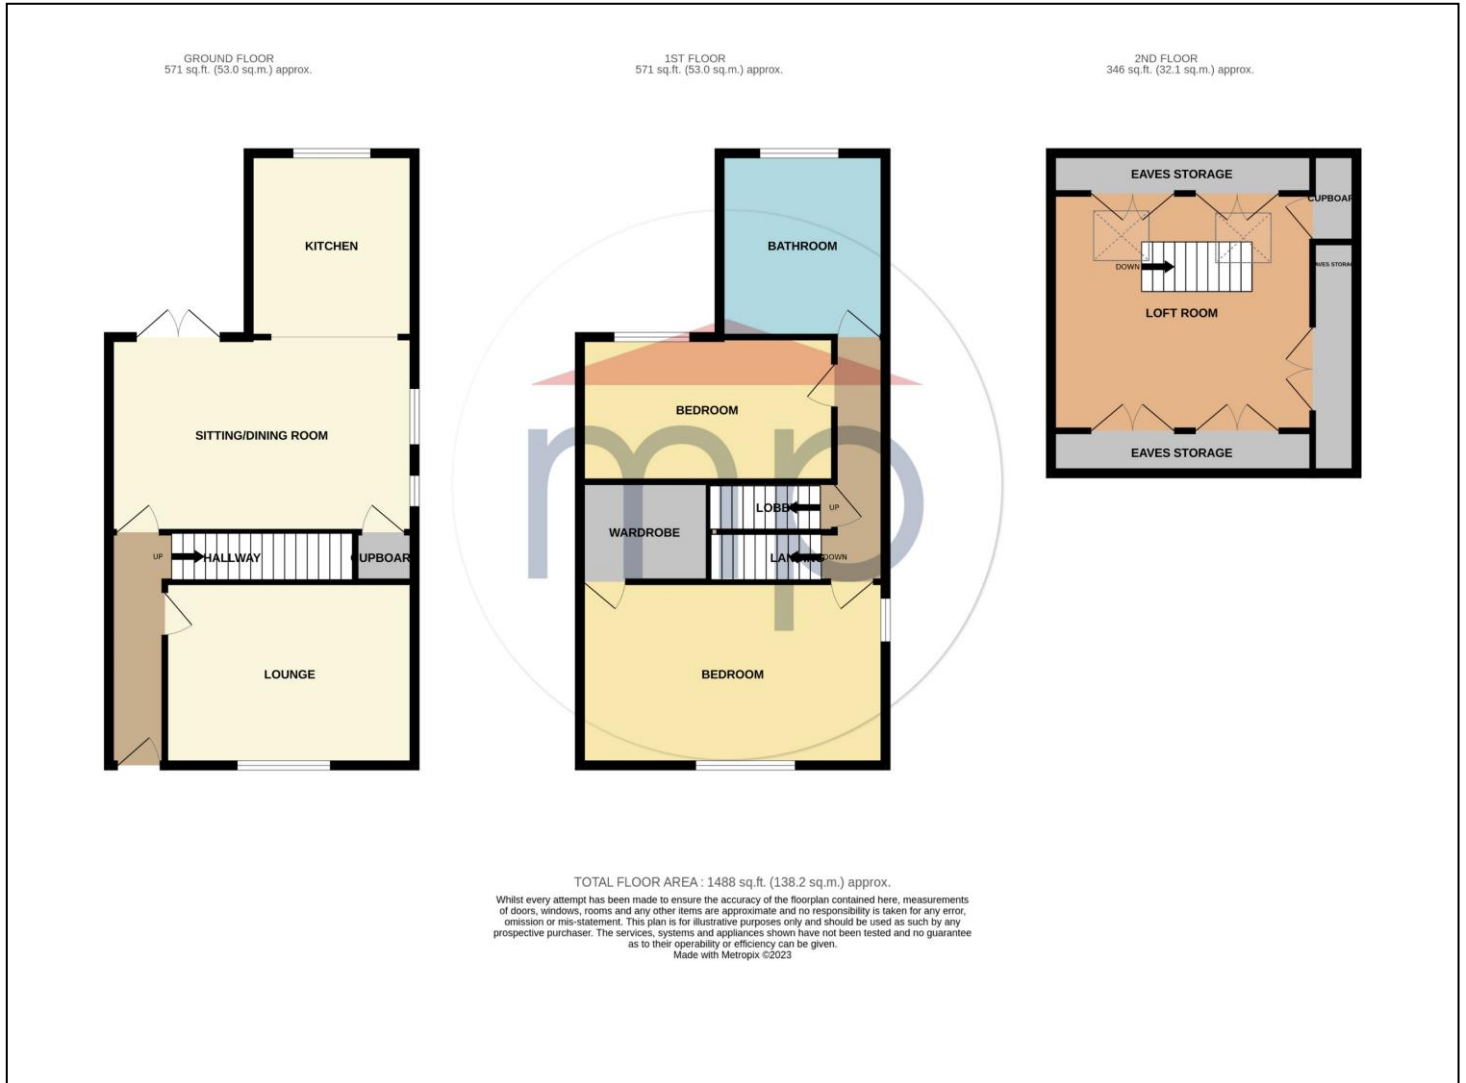 GROUND FLOOR
571 sq.ft. (53.0 sq.m.) approx.
1ST FLOOR
571 sq.ft. (53.0 sq.m.) approx.
2ND FLOOR
346 sq.ft. (32.1 sq.m.) approx.
KITCHEN
SITTING/DINING ROOM
UP
HALLWAY
CUPBOAR
LOUNGE
BATHROOM
BEDROOM
WARDROBE
LOBB
UP
LANDING
DOWN
BEDROOM
mp
EAVES STORAGE
CUPBOAR
EAVES STORAG
DOWN
LOFT ROOM
EAVES STORAGE
TOTAL FLOOR AREA : 1488 sq.ft. (138.2 sq.m.) approx.
Whilst every attempt has been made to ensure the accuracy of the floorplan contained here, measurements
of doors, windows, rooms and any other items are approximate and no responsibility is taken for any error,
omission or mis-statement. This plan is for illustrative purposes only and should be used as such by any
prospective purchaser. The services, systems and appliances shown have not been tested and no guarantee
as to their operability or efficiency can be given.
Made with Metropix ©2023